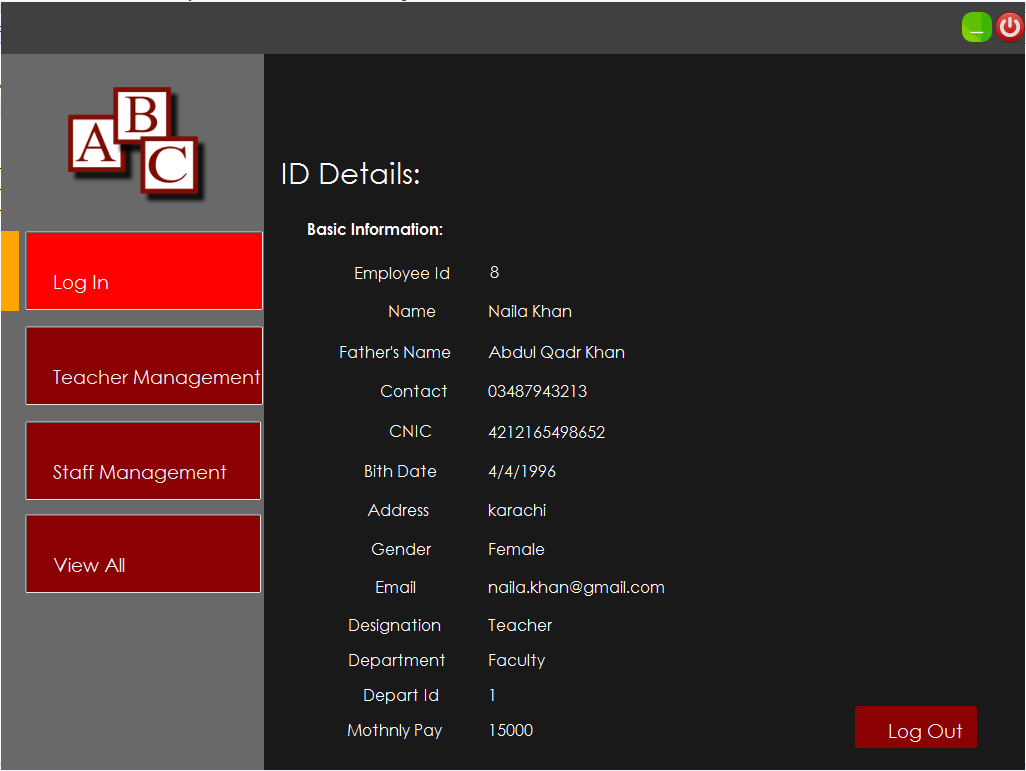 A B C
ID Details:
Basic Information:
Employee Id 8
Name Naila Khan
Father's Name Abdul Qadr Khan
Contact 03487943213
CNIC 4212165498652
Bith Date 4/4/1996
Address karachi
Gender Female
Email naila.khan@gmail.com
Designation Teacher
Department Faculty
Depart Id 1
Mothnly Pay 15000
Log In
Teacher Management
Staff Management
View All
Log Out